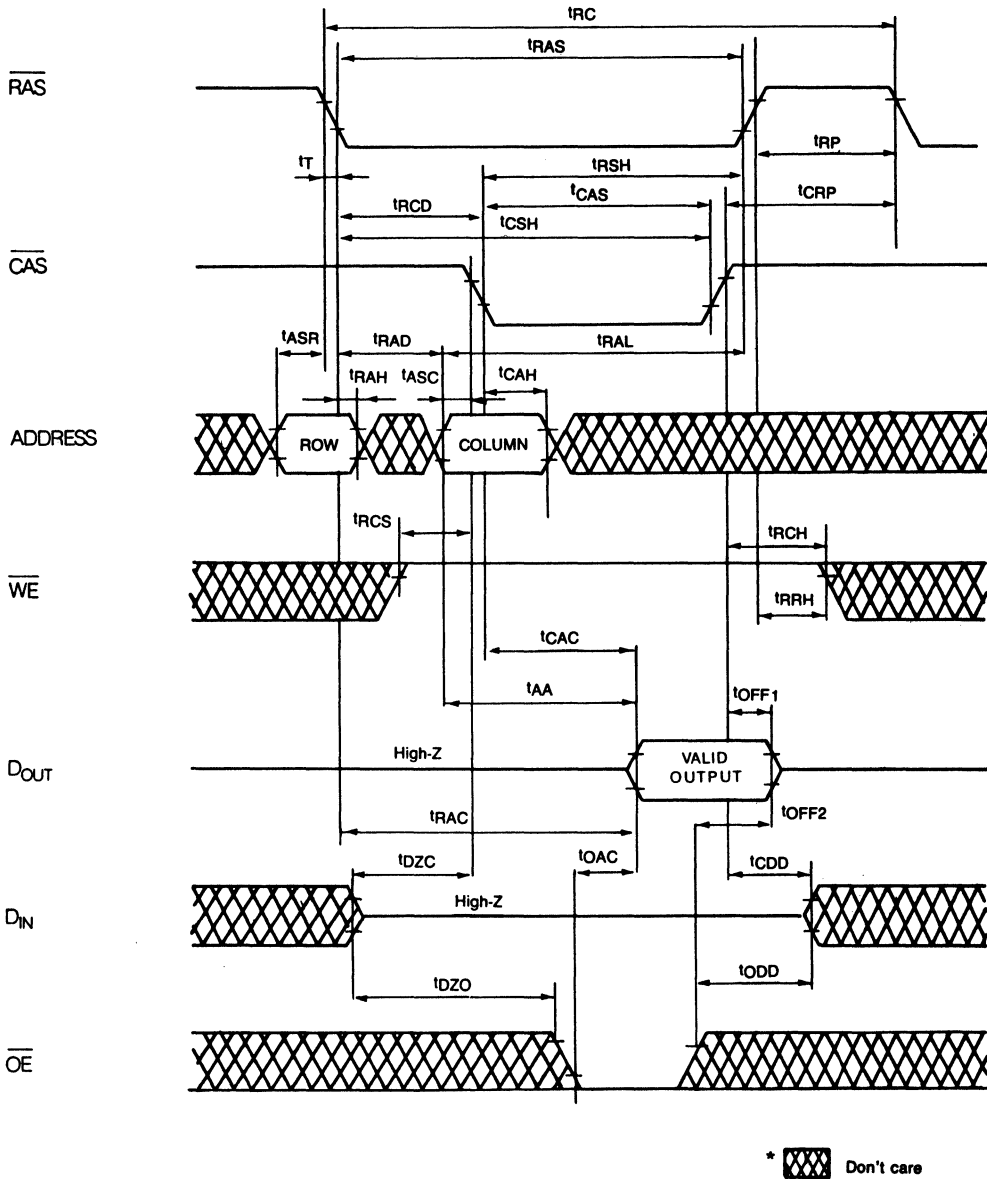 tRC
tRAS
RAS
tT
tRP
tRSH
tRCD
tCAS
tCRP
tCSH
CAS
tASR
tRAD
tRAL
tRAH
tASC
tCAH
ADDRESS
ROW
COLUMN
tRCS
tRCH
WE
tRRH
tCAC
tAA
tOFF1
DOUT
High-Z
VALID
OUTPUT
tRAC
tOFF2
tOAC
tDZC
tCDD
DIN
High-Z
tODD
tDZO
OE
* Don't care